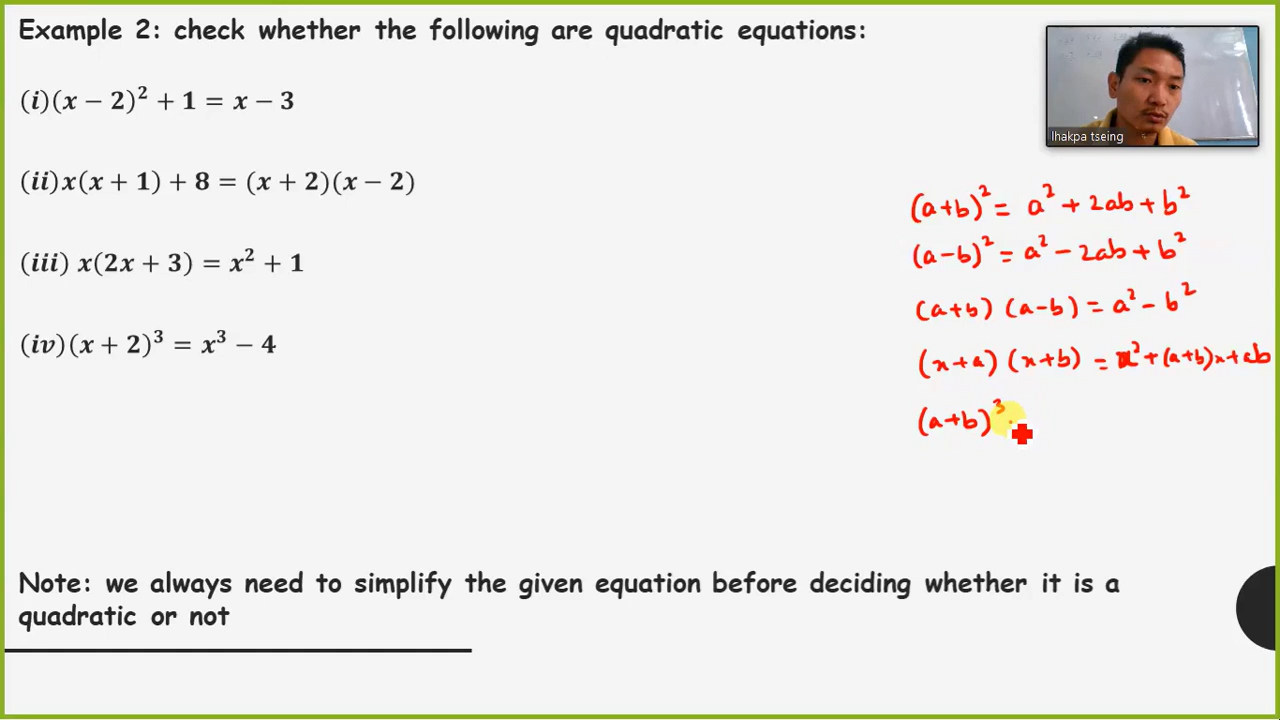 Example 2: check whether the following are quadratic equations:
(i)(x − 2)² + 1 = x − 3
(ii)x(x + 1) + 8 = (x + 2)(x − 2)
(iii) x(2x + 3) = x² + 1
(iv)(x + 2)³ = x³ − 4
lhakpa tseing
(a+b)² = a² + 2ab + b²
(a-b)² = a² - 2ab + b²
(a+b) (a-b) = a² - b²
(x+a) (x+b) = x² + (a+b)x + ab
(a+b)³
Note: we always need to simplify the given equation before deciding whether it is a
quadratic or not